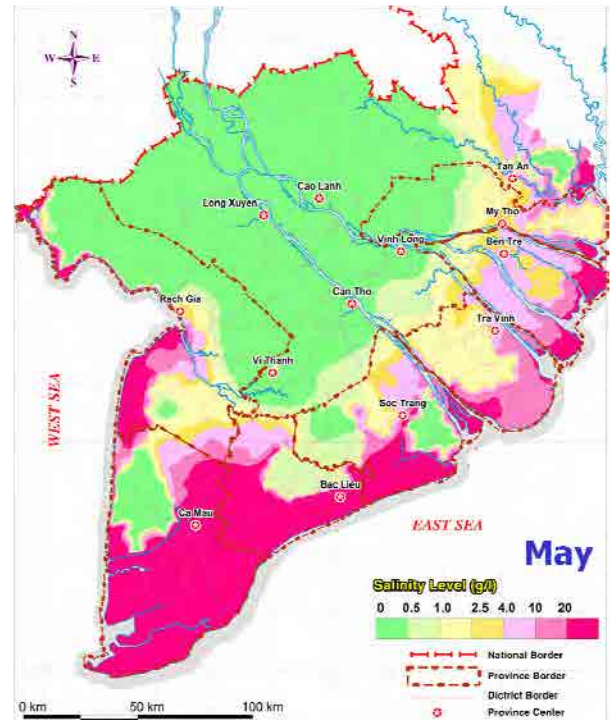 N
W E
S
Tan An
Cao Lanh
Long Xuyen
My Tho
Vinh Long
Ben Tre
Rach Gia
Can Tho
Tra Vinh
Vi Thanh
WEST SEA
Soc Trang
Bac Lieu
Ca Mau
EAST SEA
May
Salinity Level (g/l)
0 0.5 1.0 2.5 4.0 10 20
National Border
Province Border
District Border
Province Center
0 km 50 km 100 km